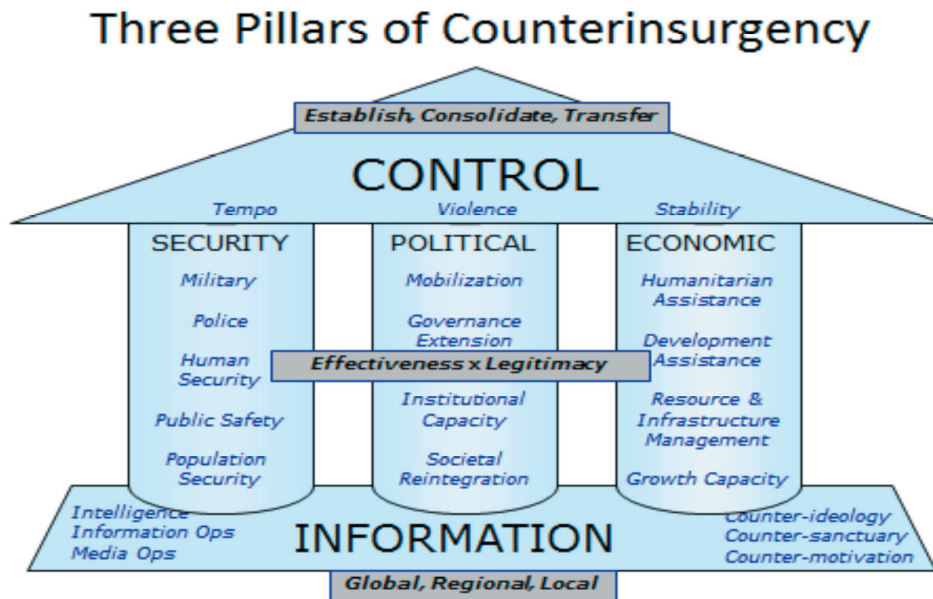 Three Pillars of Counterinsurgency
Establish, Consolidate, Transfer
CONTROL
Tempo
Violence
Stability
SECURITY
Military
Police
Human
Security
Public Safety
Population
Security
POLITICAL
Mobilization
Governance
Extension
Institutional
Capacity
Societal
Reintegration
ECONOMIC
Humanitarian
Assistance
Development
Assistance
Resource &
Infrastructure
Management
Growth Capacity
Effectiveness x Legitimacy
Intelligence
Information Ops
Media Ops
INFORMATION
Counter-ideology
Counter-sanctuary
Counter-motivation
Global, Regional, Local